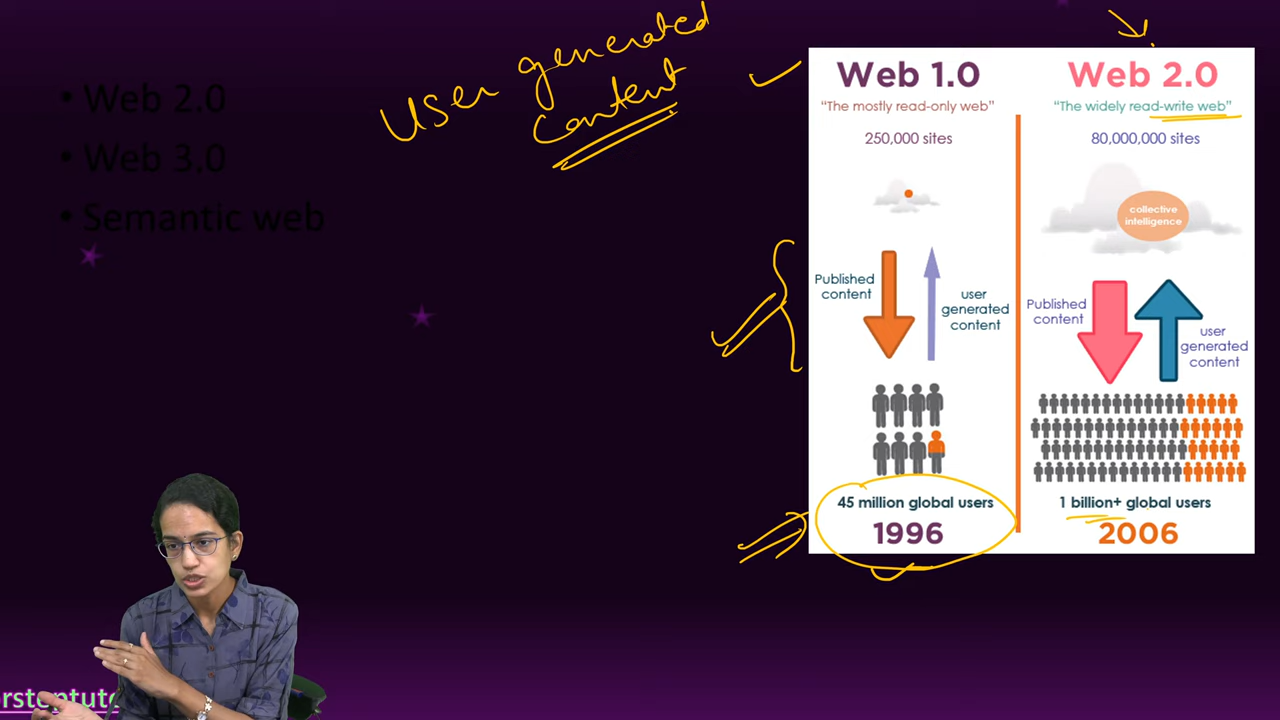 User generated
content
• Web 2.0
• Web 3.0
• Semantic web
Web 1.0
"The mostly read-only web"
250,000 sites
Published
content
user
generated
content
45 million global users
1996
Web 2.0
"The widely read-write web"
80,000,000 sites
collective
intelligence
Published
content
user
generated
content
1 billion+ global users
2006
rstoptuto